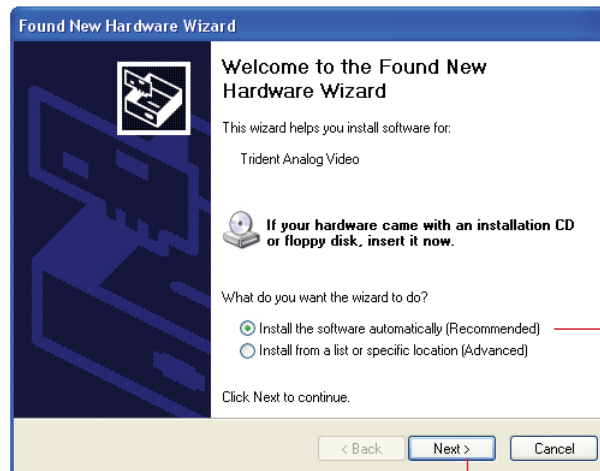 Found New Hardware Wizard
Welcome to the Found New
Hardware Wizard
This wizard helps you install software for:
Trident Analog Video
If your hardware came with an installation CD
or floppy disk, insert it now.
What do you want the wizard to do?
Install the software automatically (Recommended)
Install from a list or specific location (Advanced)
Click Next to continue.
< Back Next > Cancel